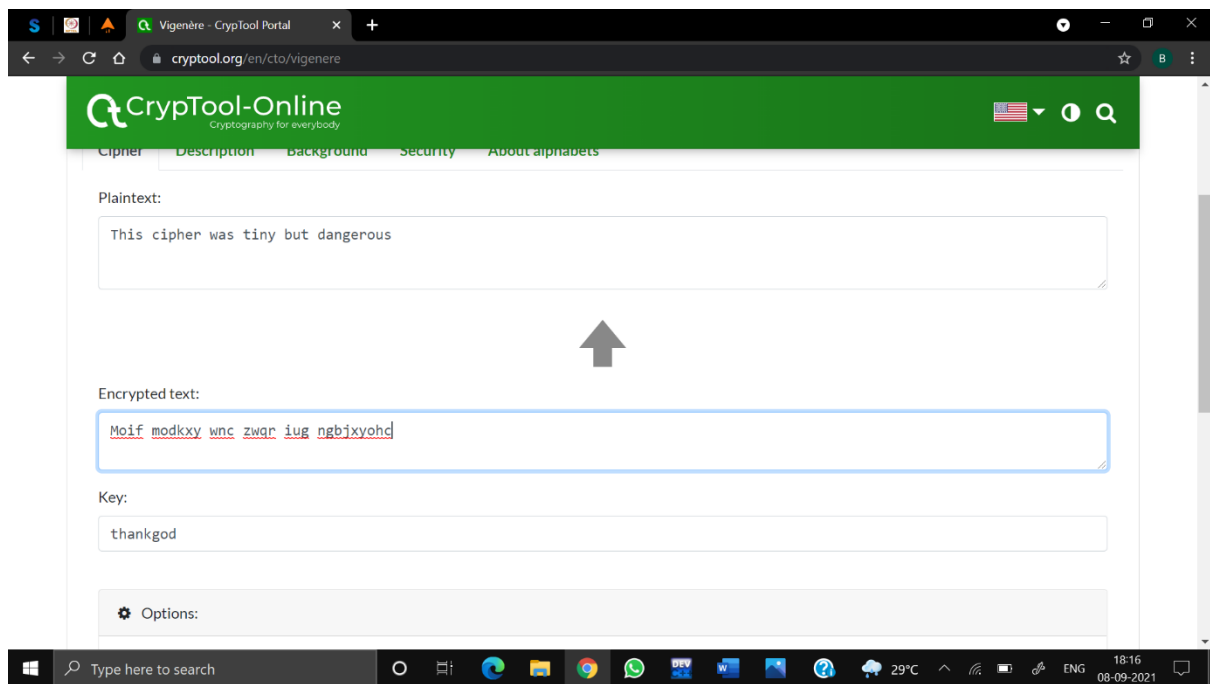 S
Vigenère - CrypTool Portal
cryptool.org/en/cto/vigenere
B
CrypTool-Online
Cryptography for everybody
Cipher Description Background Security About alphabets
Plaintext:
This cipher was tiny but dangerous
Encrypted text:
Moif modkxy wnc zwqr iug ngbjxyohc
Key:
thankgod
Options:
Type here to search
DEV
W
29°C
ENG
18:16
08-09-2021